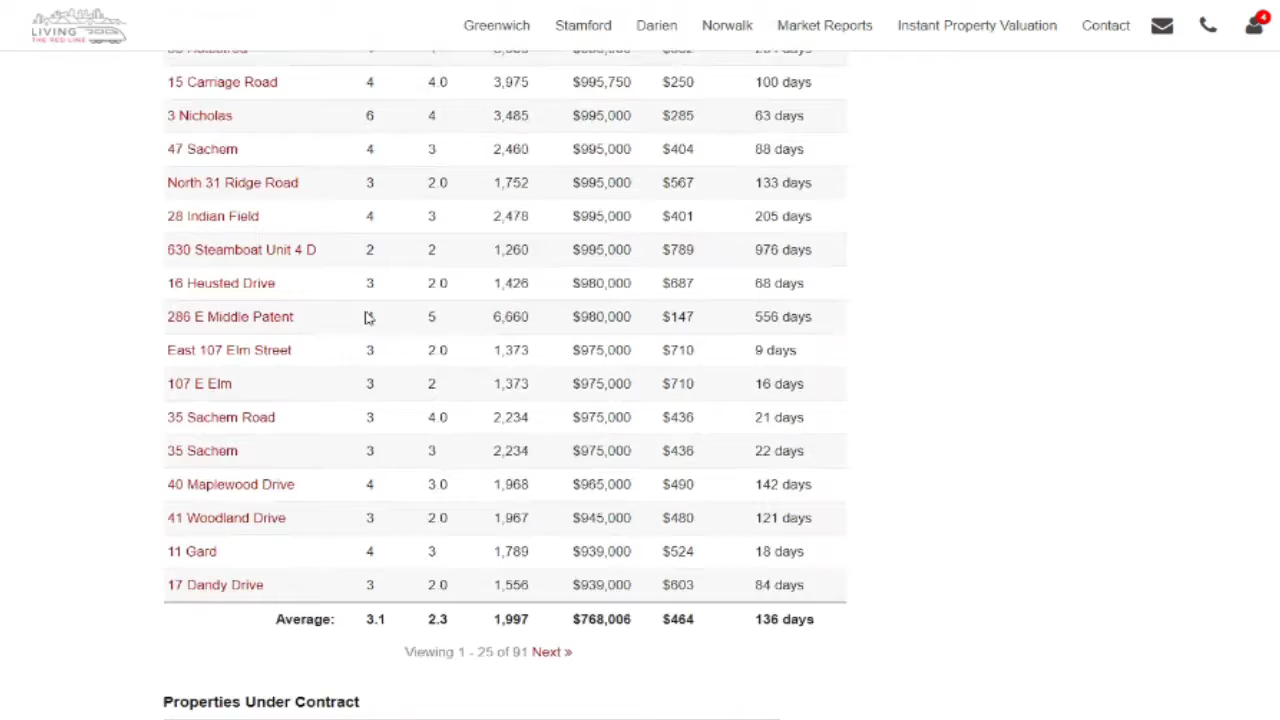 LIVING
THE RED LINE
Greenwich Stamford Darien Norwalk Market Reports Instant Property Valuation Contact 4
15 Carriage Road 4 4.0 3,975 $995,750 $250 100 days
3 Nicholas 6 4 3,485 $995,000 $285 63 days
47 Sachem 4 3 2,460 $995,000 $404 88 days
North 31 Ridge Road 3 2.0 1,752 $995,000 $567 133 days
28 Indian Field 4 3 2,478 $995,000 $401 205 days
630 Steamboat Unit 4 D 2 2 1,260 $995,000 $789 976 days
16 Heusted Drive 3 2.0 1,426 $980,000 $687 68 days
286 E Middle Patent 5 6,660 $980,000 $147 556 days
East 107 Elm Street 3 2.0 1,373 $975,000 $710 9 days
107 E Elm 3 2 1,373 $975,000 $710 16 days
35 Sachem Road 3 4.0 2,234 $975,000 $436 21 days
35 Sachem 3 3 2,234 $975,000 $436 22 days
40 Maplewood Drive 4 3.0 1,968 $965,000 $490 142 days
41 Woodland Drive 3 2.0 1,967 $945,000 $480 121 days
11 Gard 4 3 1,789 $939,000 $524 18 days
17 Dandy Drive 3 2.0 1,556 $939,000 $603 84 days
Average: 3.1 2.3 1,997 $768,006 $464 136 days
Viewing 1 - 25 of 91 Next »
Properties Under Contract